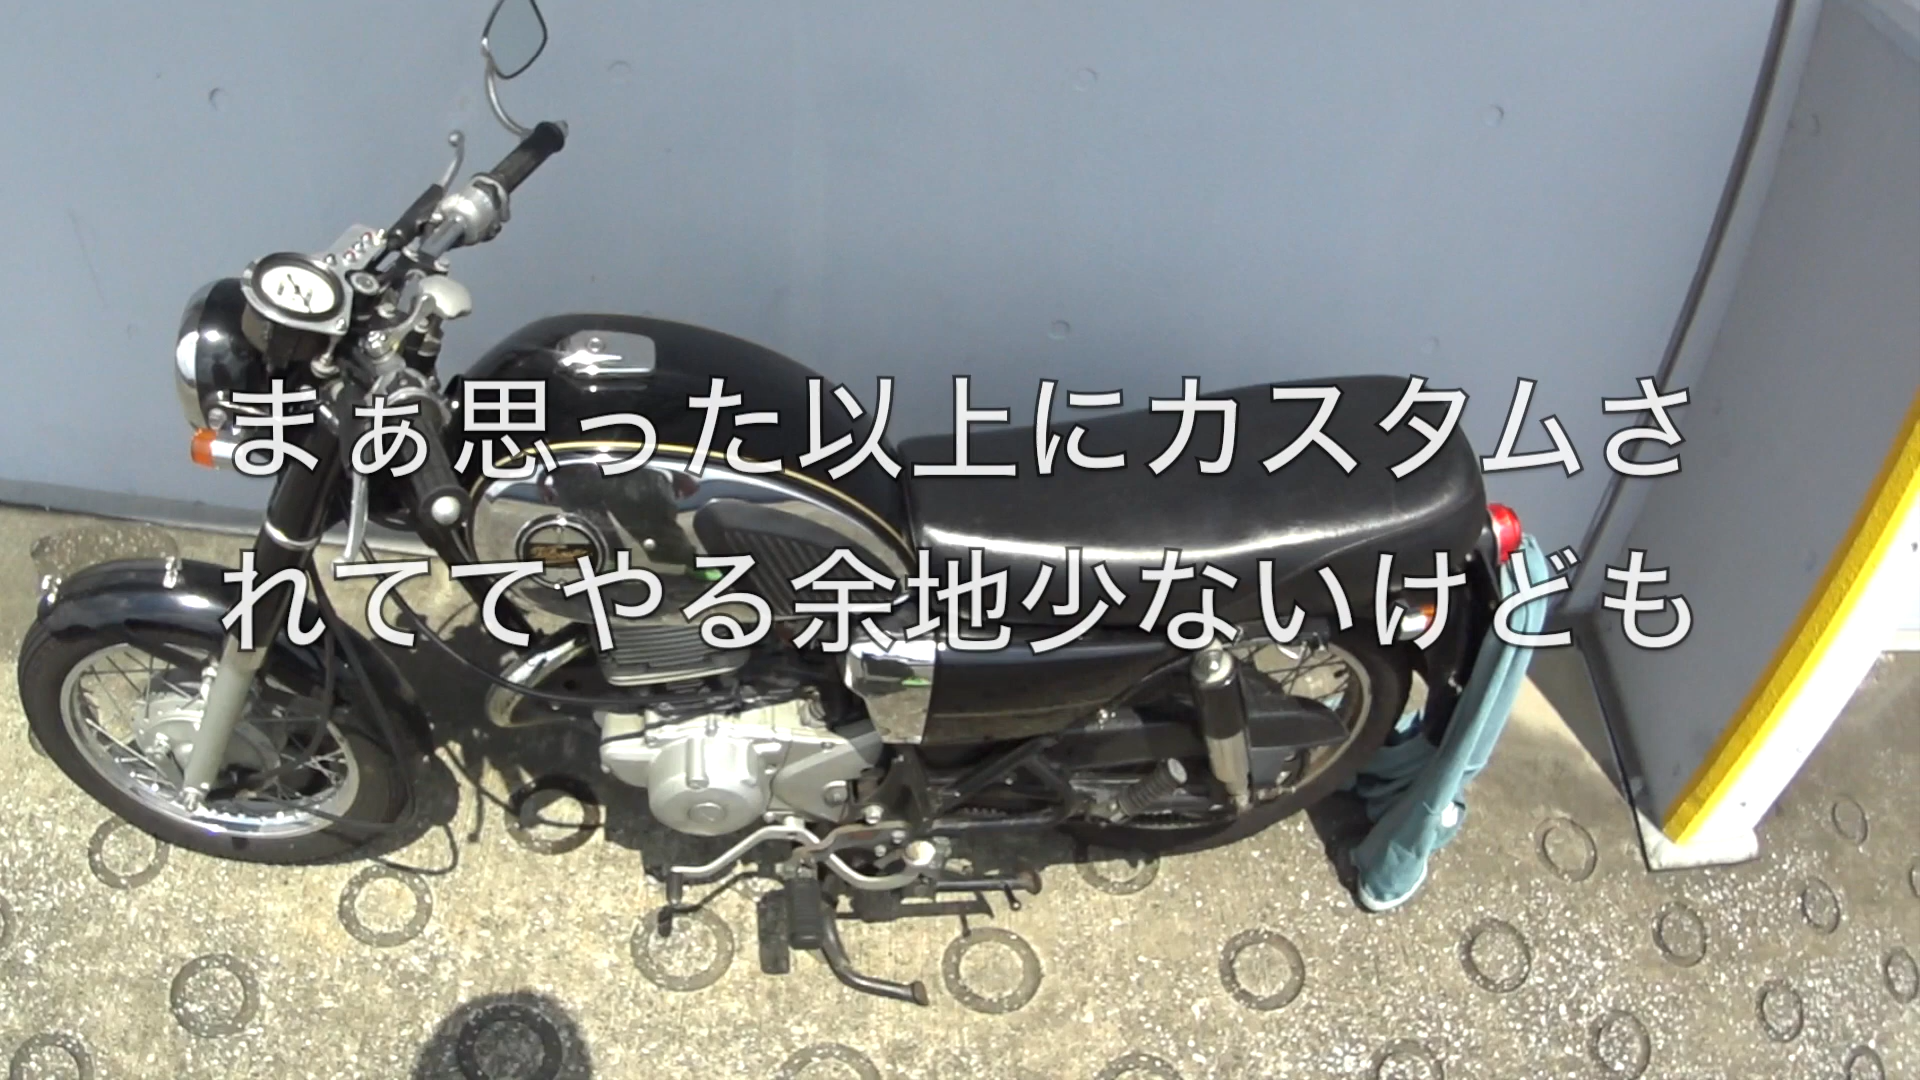 まぁ思った以上にカスタムさ
れててやる余地少ないけども